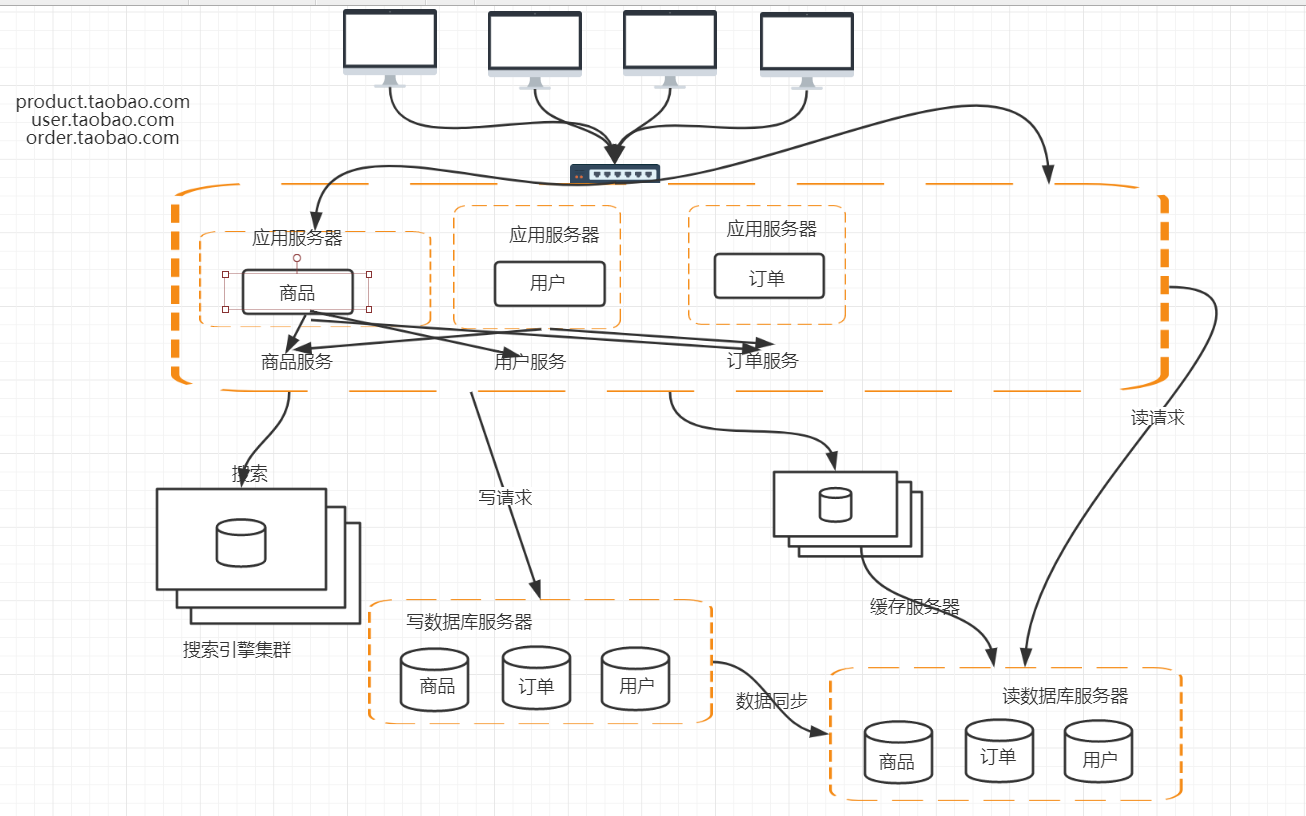 product.taobao.com
user.taobao.com
order.taobao.com
应用服务器
应用服务器
应用服务器
商品
用户
订单
商品服务
用户服务
订单服务
读请求
搜索
写请求
缓存服务器
写数据库服务器
商品
订单
用户
搜索引擎集群
数据同步
读数据库服务器
商品
订单
用户